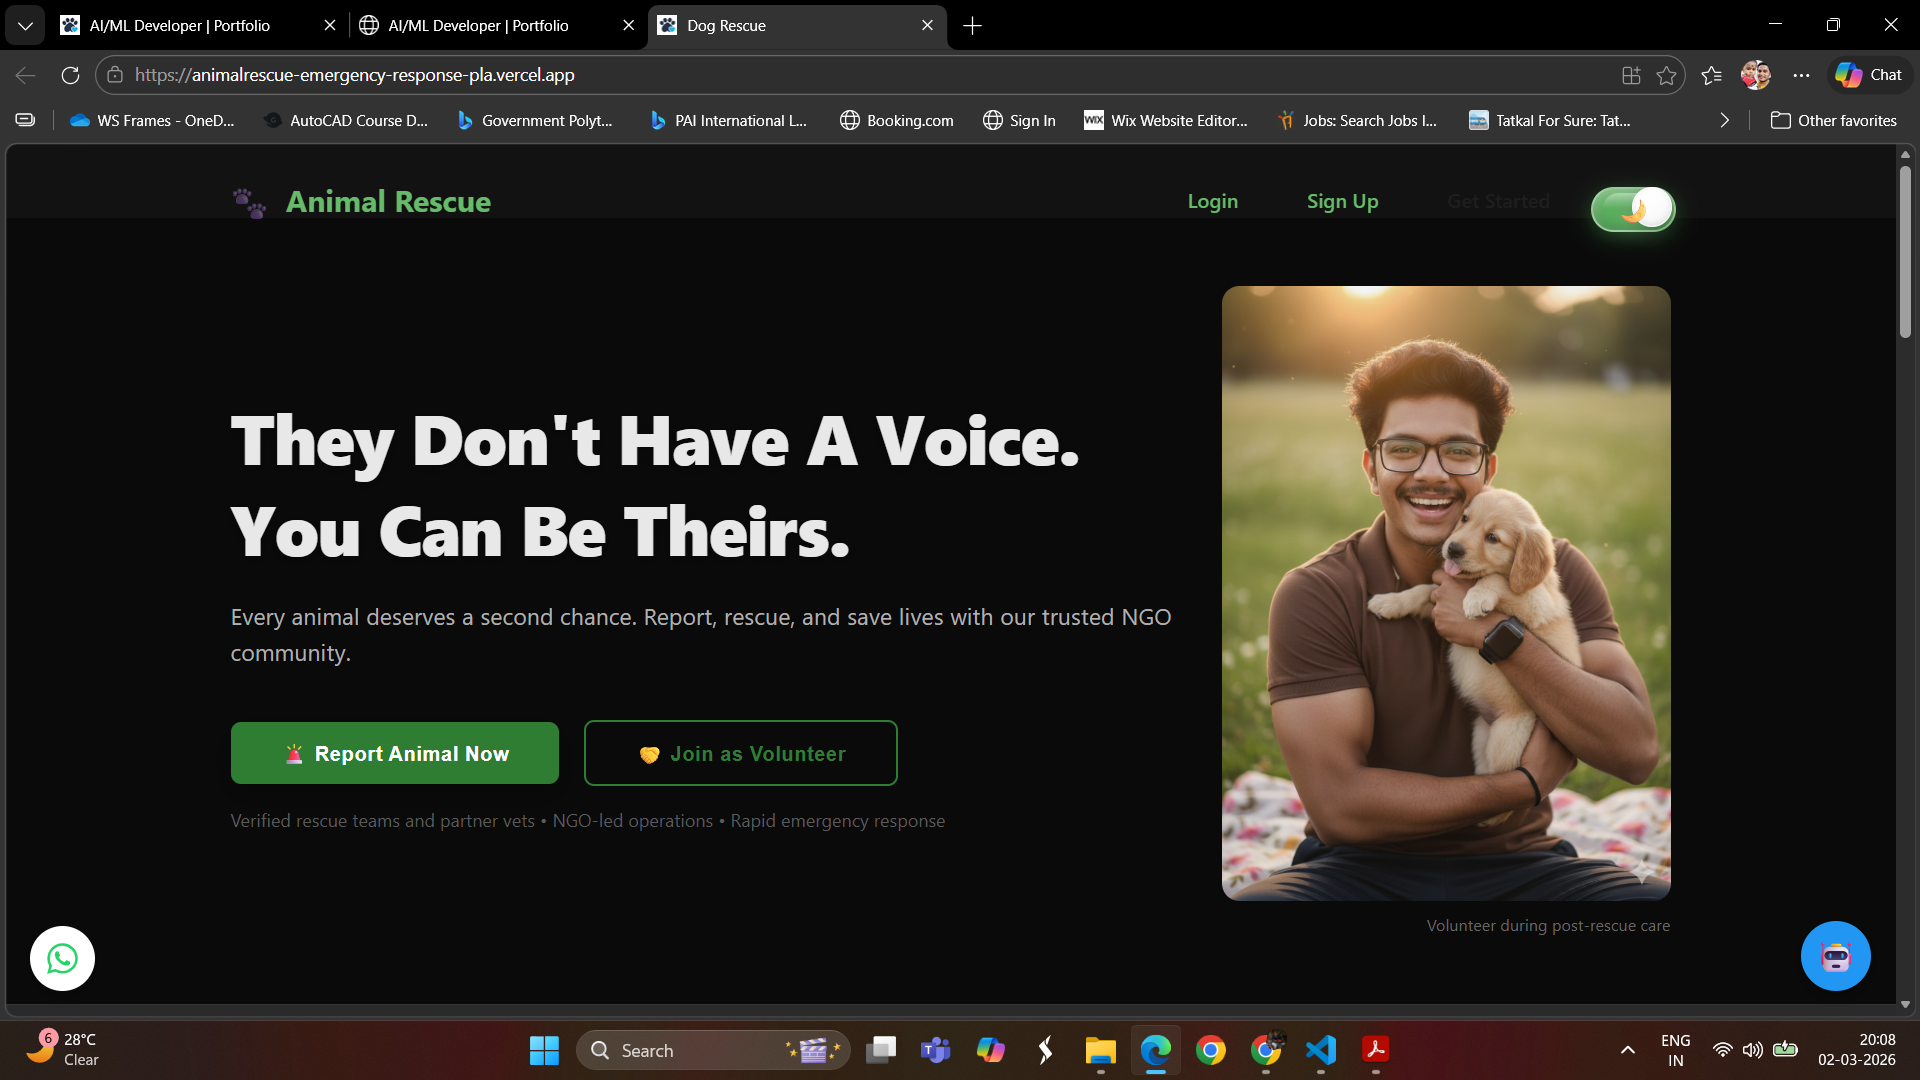 AI/ML Developer | Portfolio
AI/ML Developer | Portfolio
Dog Rescue
https://animalrescue-emergency-response-pla.vercel.app
Chat
WS Frames - OneD...
AutoCAD Course D...
Government Polyt...
PAI International L...
Booking.com
Sign In
WIX
Wix Website Editor...
Jobs: Search Jobs I...
Tatkal For Sure: Tat...
Other favorites
Animal Rescue
Login
Sign Up
Get Started
They Don't Have A Voice.
You Can Be Theirs.
Every animal deserves a second chance. Report, rescue, and save lives with our trusted NGO
community.
Report Animal Now
Join as Volunteer
Verified rescue teams and partner vets • NGO-led operations • Rapid emergency response
Volunteer during post-rescue care
6
28°C
Clear
Search
ENG
IN
20:08
02-03-2026